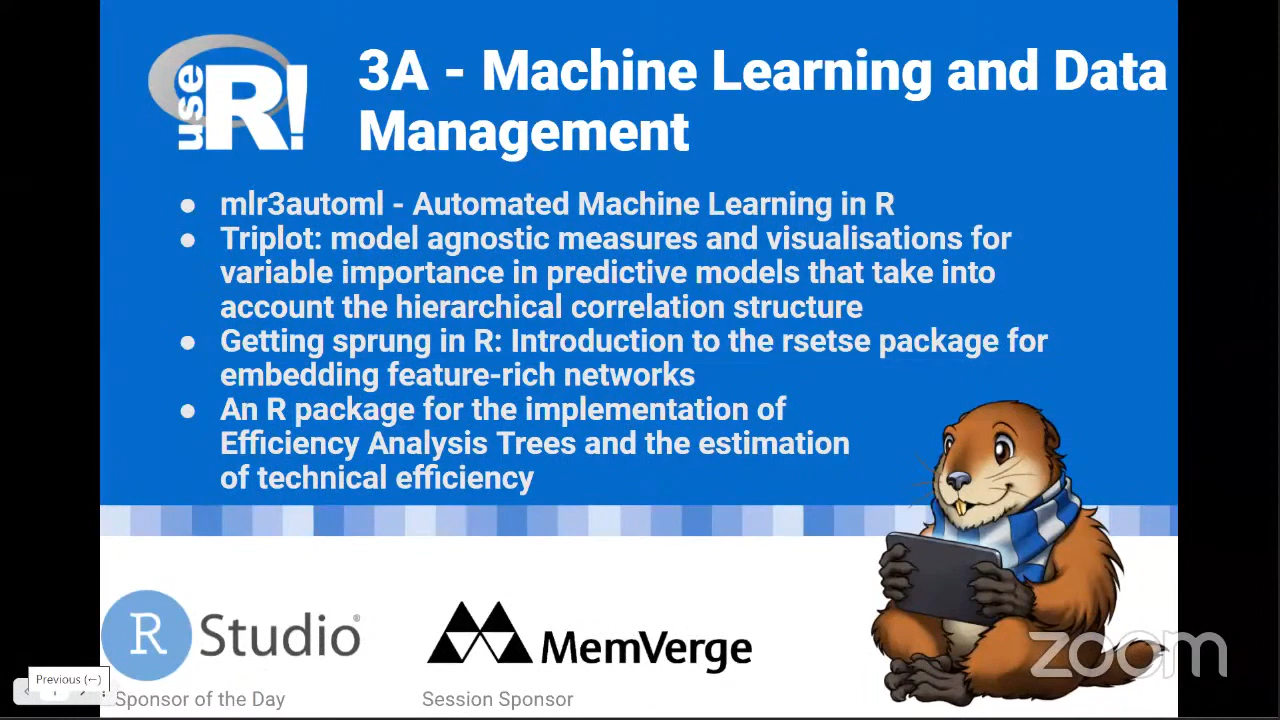 use R!
3A - Machine Learning and Data
Management
● mlr3automl - Automated Machine Learning in R
● Triplot: model agnostic measures and visualisations for
variable importance in predictive models that take into
account the hierarchical correlation structure
● Getting sprung in R: Introduction to the rsetse package for
embedding feature-rich networks
● An R package for the implementation of
Efficiency Analysis Trees and the estimation
of technical efficiency
R Studio®
MemVerge
zoom
Previous (←)
Sponsor of the Day
Session Sponsor